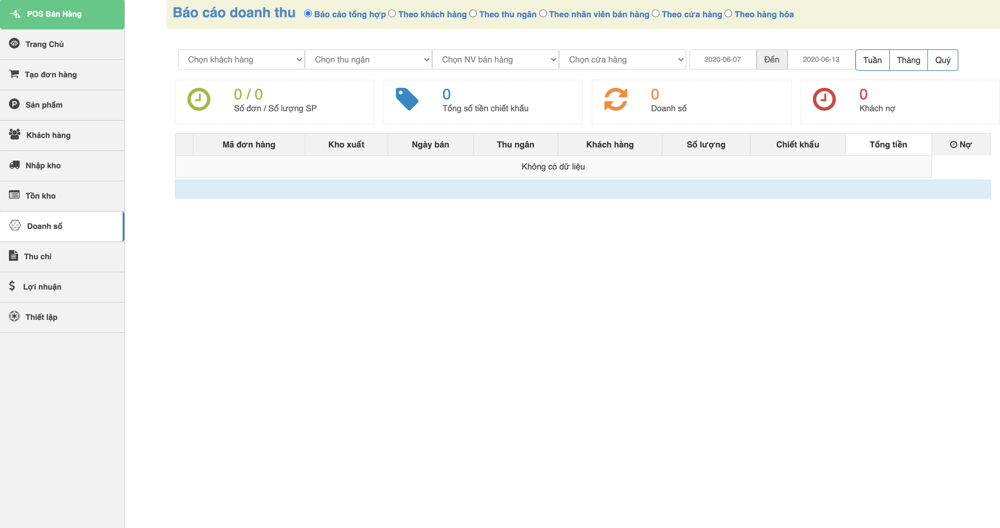 POS Bán Hàng
Trang Chủ
Tạo đơn hàng
Sản phẩm
Khách hàng
Nhập kho
Tồn kho
Doanh số
Thu chi
Lợi nhuận
Thiết lập
Báo cáo doanh thu Báo cáo tổng hợp Theo khách hàng Theo thu ngân Theo nhân viên bán hàng Theo cửa hàng Theo hàng hóa
Chọn khách hàng Chọn thu ngân Chọn NV bán hàng Chọn cửa hàng 2020-06-07 Đến 2020-06-13 Tuần Tháng Quý
0 / 0
Số đơn / Số lượng SP
0
Tổng số tiền chiết khấu
0
Doanh số
0
Khách nợ
Mã đơn hàng Kho xuất Ngày bán Thu ngân Khách hàng Số lượng Chiết khấu Tổng tiền Nợ
Không có dữ liệu